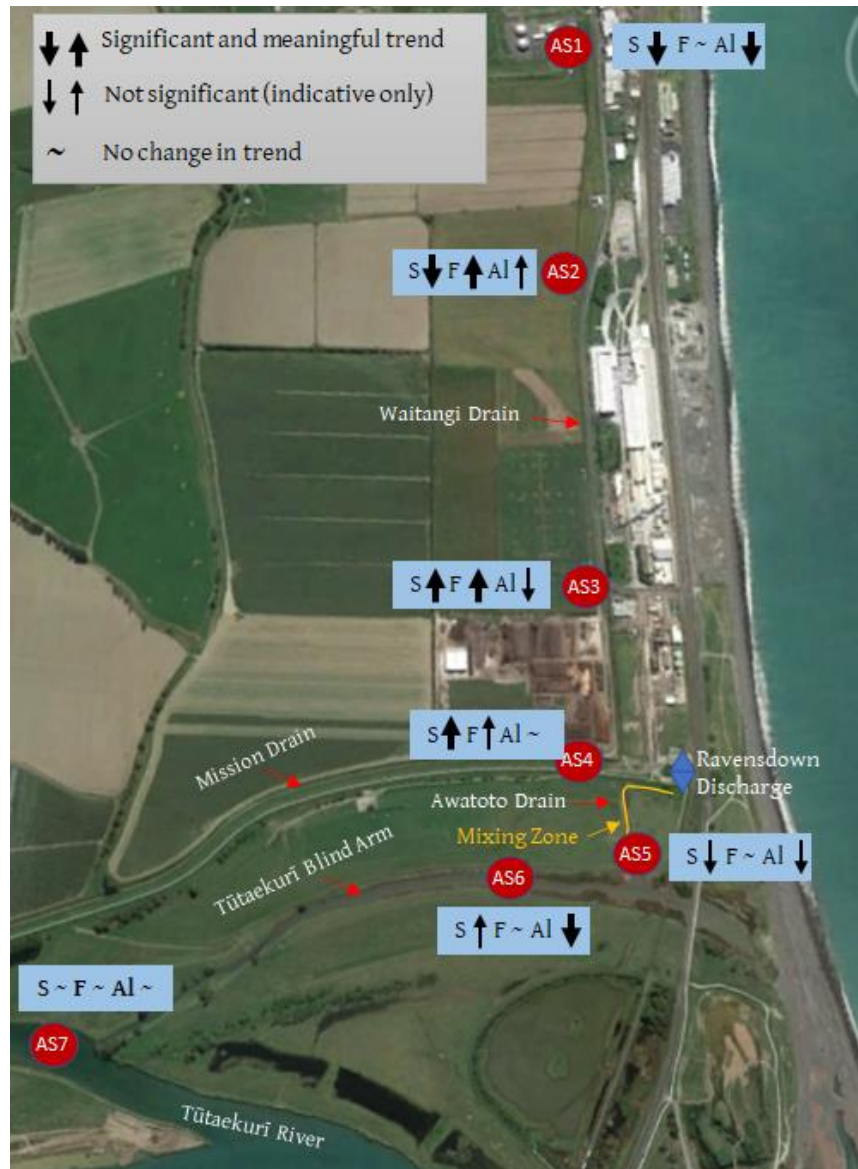 Significant and meaningful trend
Not significant (indicative only)
~ No change in trend
AS1
S ↓ F ~ Al ↓
S ↓ F ↑ Al ↑
AS2
Waitangi Drain
S ↑ F ↑ Al ↓
AS3
S ↑ F ↑ Al ~
AS4
Mission Drain
Ravensdown
Discharge
Awatoto Drain
Mixing Zone
AS5
S ↓ F ~ Al ↓
Tūtaekurī Blind Arm
AS6
S ↑ F ~ Al ↓
S ~ F ~ Al ~
AS7
Tūtaekurī River